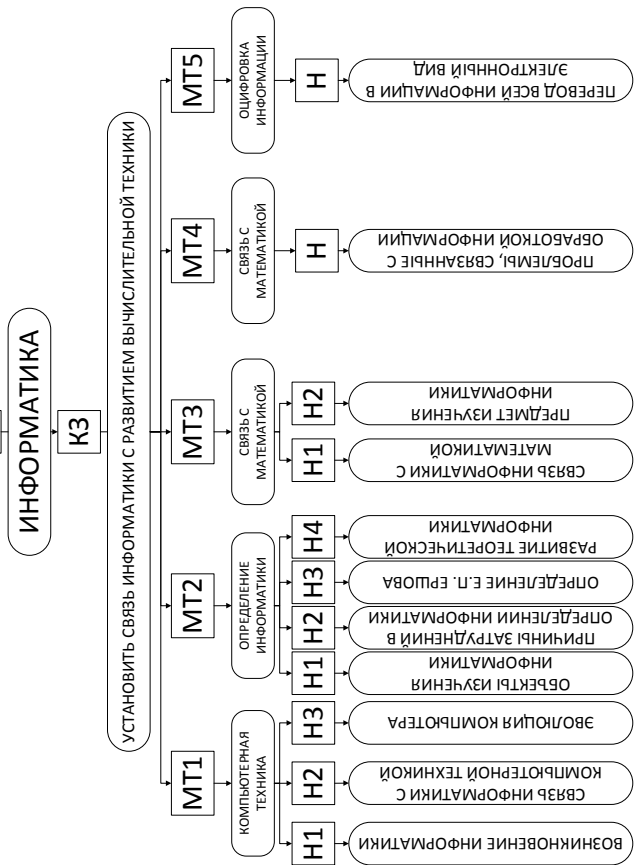 ИНФОРМАТИКА
КЗ
УСТАНОВИТЬ СВЯЗЬ ИНФОРМАТИКИ С РАЗВИТИЕМ ВЫЧИСЛИТЕЛЬНОЙ ТЕХНИКИ
МТ1
КОМПЬЮТЕРНАЯ
ТЕХНИКА
Н1
ВОЗНИКНОВЕНИЕ ИНФОРМАТИКИ
Н2
СВЯЗЬ ИНФОРМАТИКИ С
КОМПЬЮТЕРНОЙ ТЕХНИКОЙ
Н3
ЭВОЛЮЦИЯ КОМПЬЮТЕРА
МТ2
ОПРЕДЕЛЕНИЕ
ИНФОРМАТИКИ
Н1
ОБЪЕКТЫ ИЗУЧЕНИЯ
ИНФОРМАТИКИ
Н2
ПРИЧИНЫ ЗАТРУДНЕНИЙ В
ОПРЕДЕЛЕНИИ ИНФОРМАТИКИ
Н3
ОПРЕДЕЛЕНИЕ Е.П. ЕРШОВА
Н4
РАЗВИТИЕ ТЕОРЕТИЧЕСКОЙ
ИНФОРМАТИКИ
МТ3
СВЯЗЬ С
МАТЕМАТИКОЙ
Н1
СВЯЗЬ ИНФОРМАТИКИ С
МАТЕМАТИКОЙ
Н2
ПРЕДМЕТ ИЗУЧЕНИЯ
ИНФОРМАТИКИ
МТ4
СВЯЗЬ С
МАТЕМАТИКОЙ
Н
ПРОБЛЕМЫ, СВЯЗАННЫЕ С
ОБРАБОТКОЙ ИНФОРМАЦИИ
МТ5
ОЦИФРОВКА
ИНФОРМАЦИИ
Н
ПЕРЕВОД ВСЕЙ ИНФОРМАЦИИ В
ЭЛЕКТРОННЫЙ ВИД